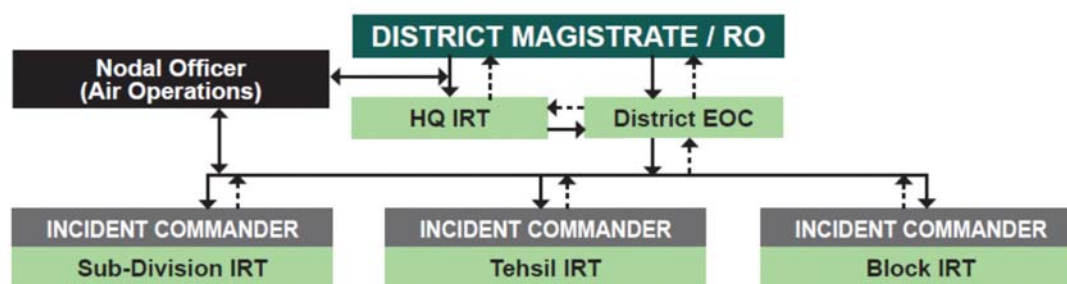 DISTRICT MAGISTRATE / RO
Nodal Officer
(Air Operations)
HQ IRT
District EOC
INCIDENT COMMANDER
Sub-Division IRT
INCIDENT COMMANDER
Tehsil IRT
INCIDENT COMMANDER
Block IRT